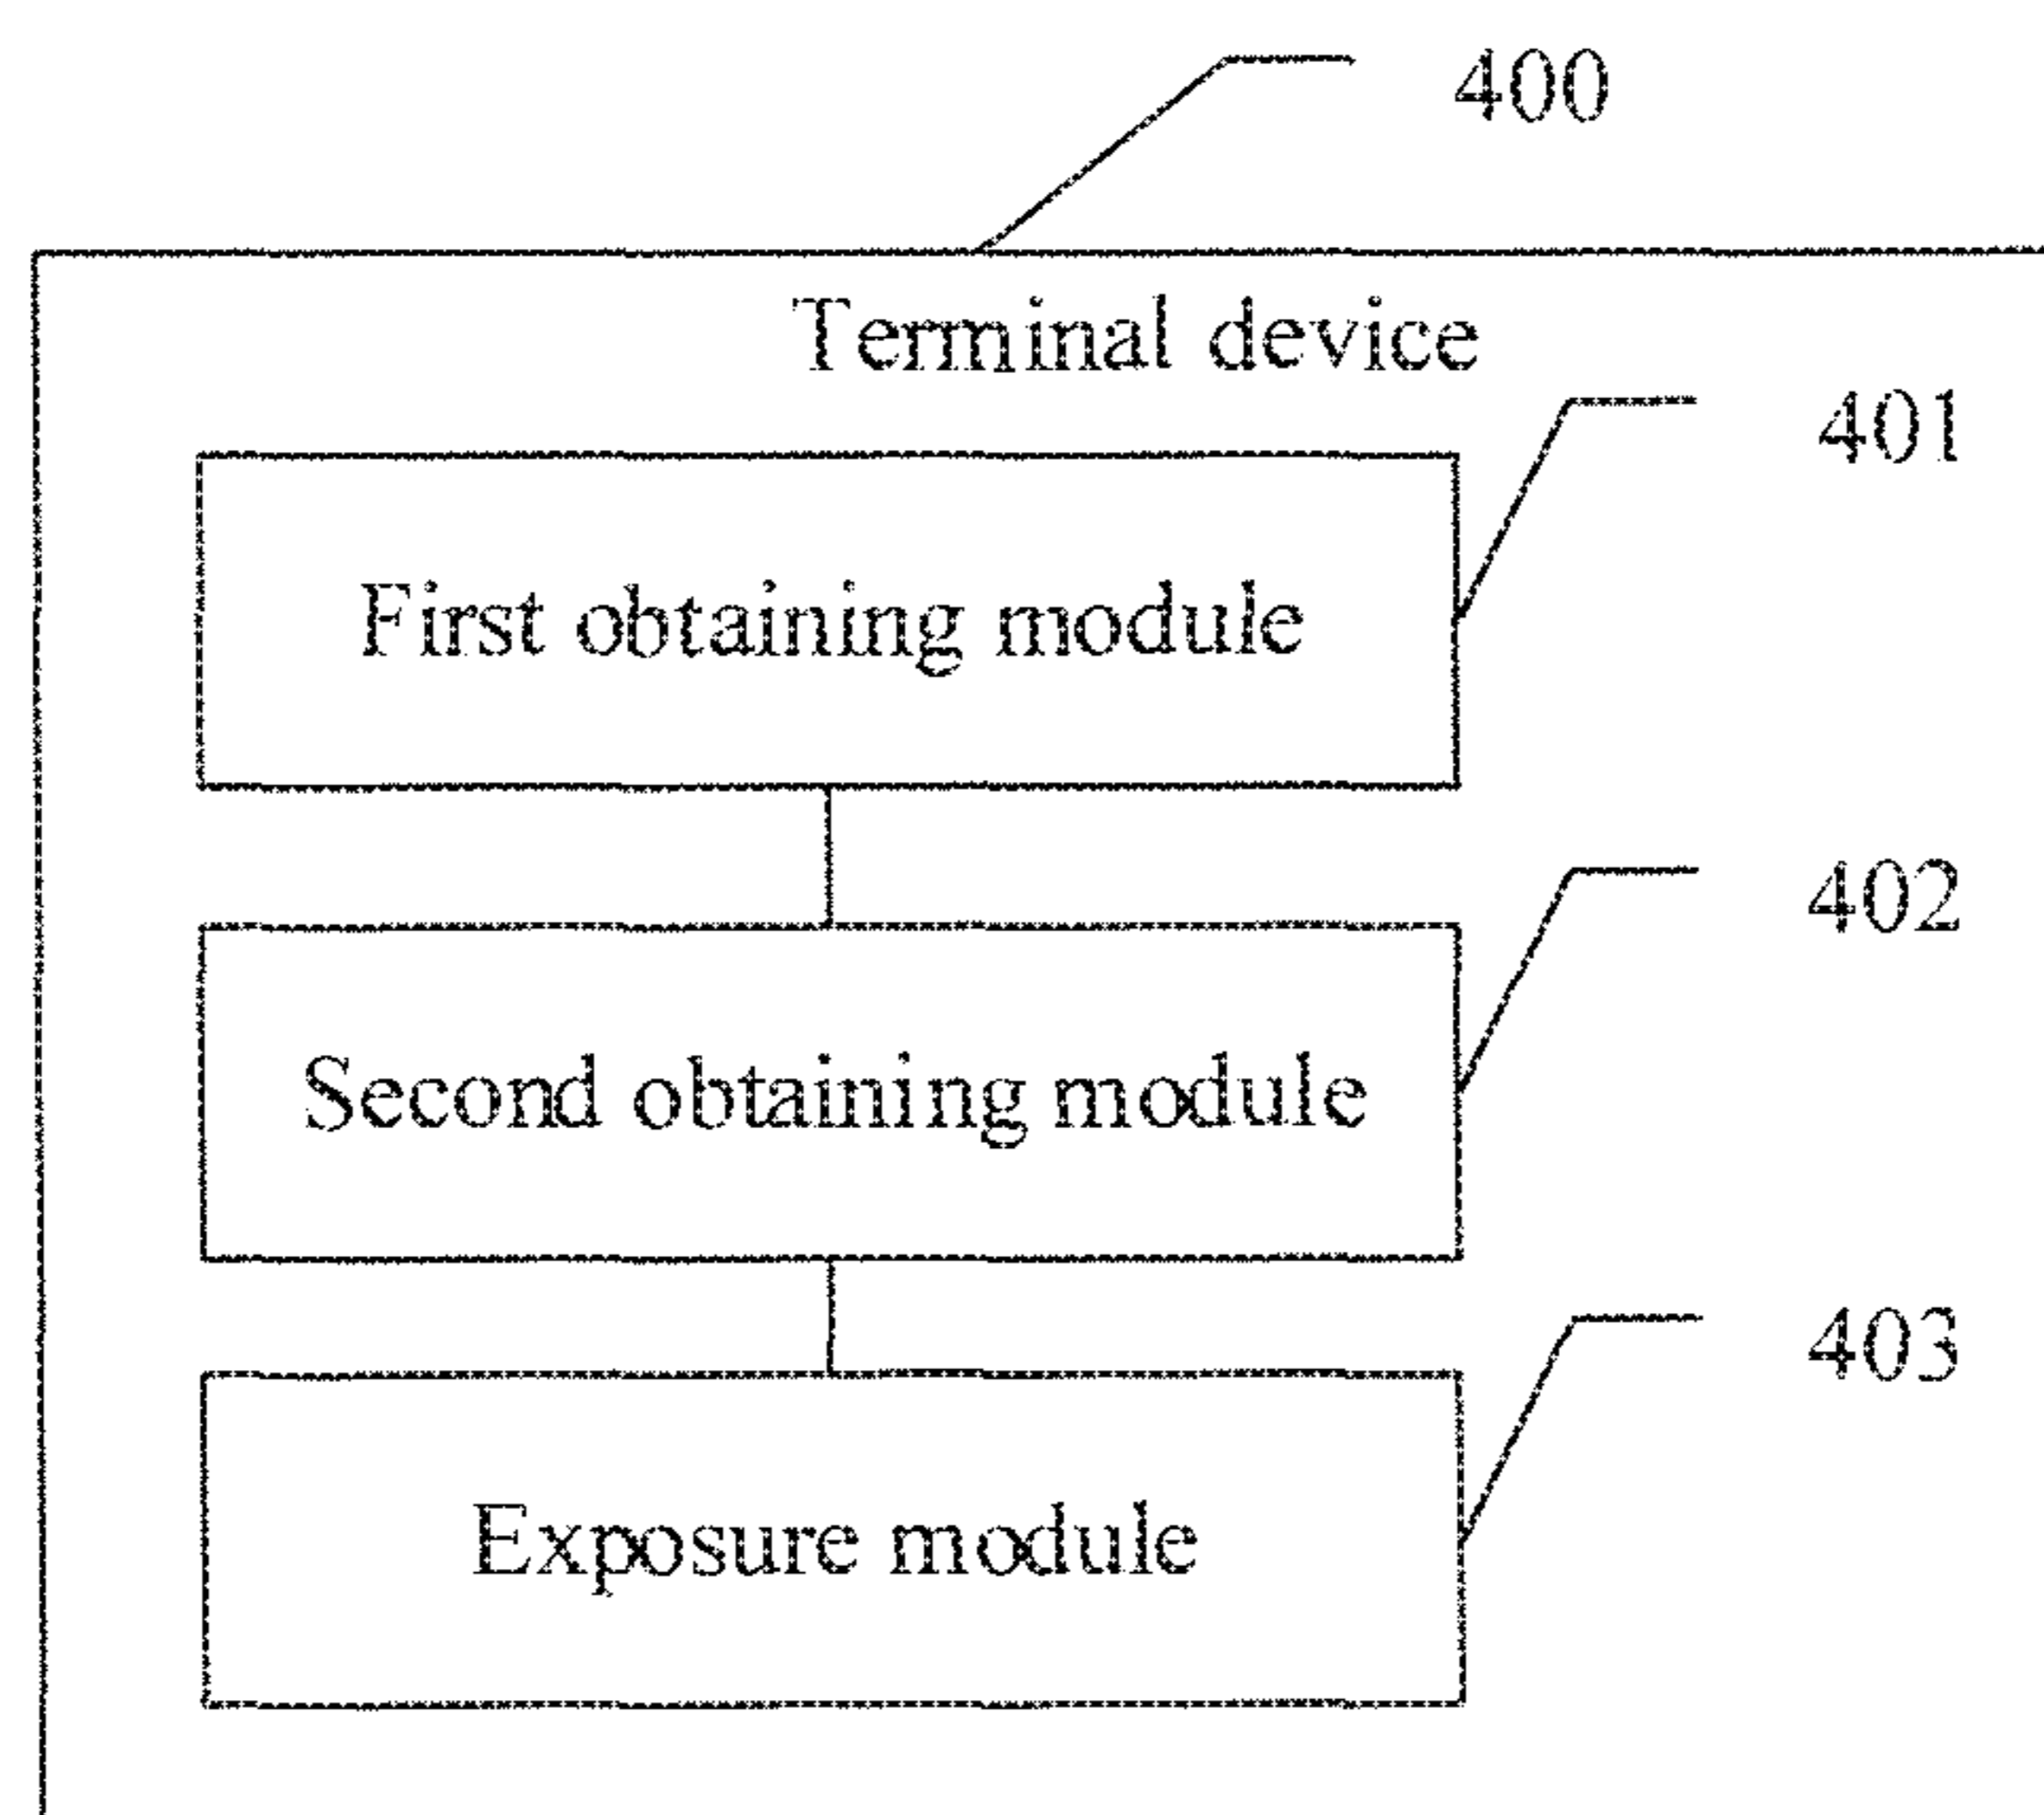 400
Terminal device
401
First obtaining module
402
Second obtaining module
403
Exposure module